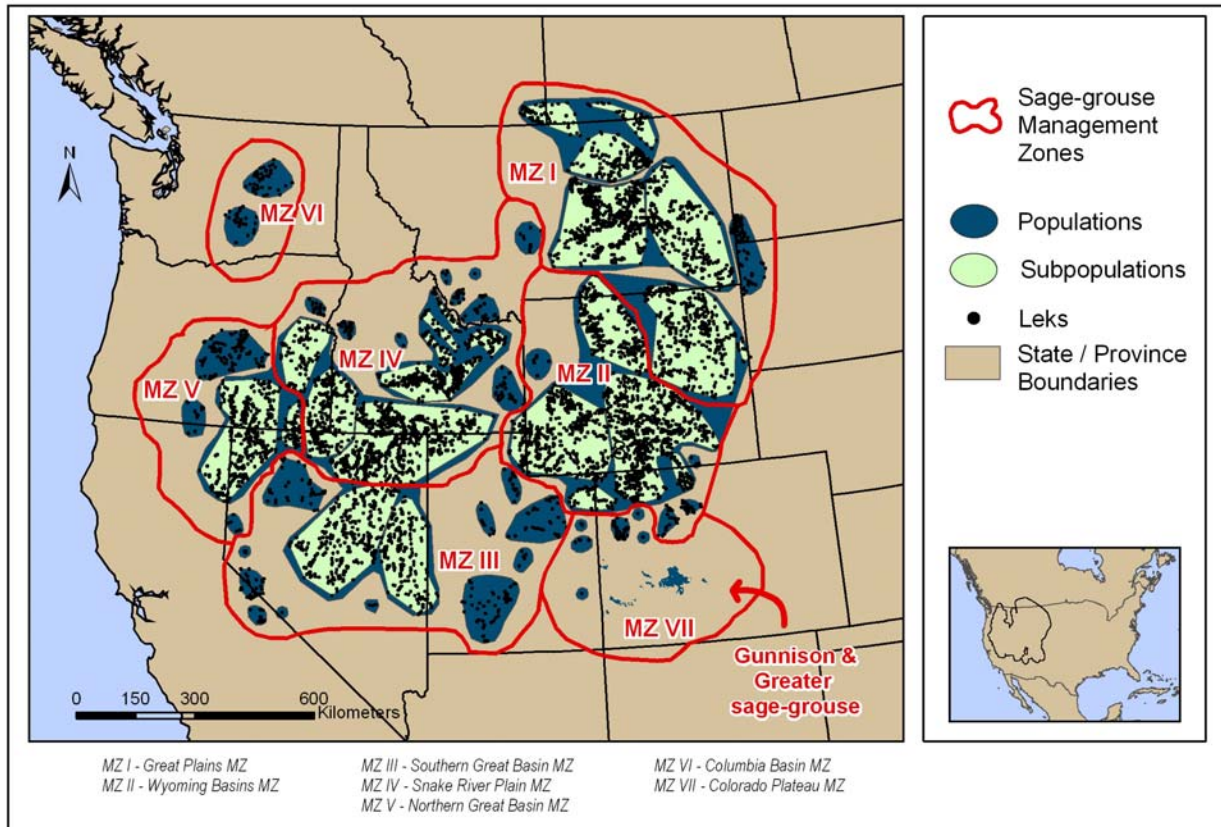 N
MZ I
MZ VI
MZ IV
MZ V
MZ II
MZ III
MZ VII
Gunnison &
Greater
sage-grouse
0 150 300 600
Kilometers
Sage-grouse
Management
Zones
Populations
Subpopulations
Leks
State / Province
Boundaries
MZ I - Great Plains MZ
MZ II - Wyoming Basins MZ
MZ III - Southern Great Basin MZ
MZ IV - Snake River Plain MZ
MZ V - Northern Great Basin MZ
MZ VI - Columbia Basin MZ
MZ VII - Colorado Plateau MZ